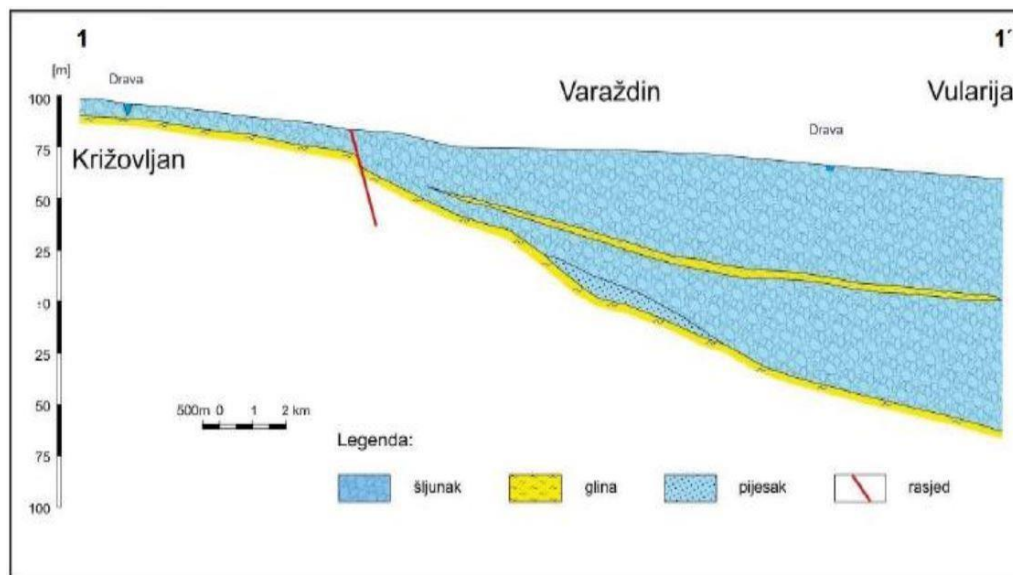 1
1´
[m]
Drava
Varaždin
Vularija
100
Drava
75
Križovljan
50
25
±0
25
500m 0 1 2 km
50
Legenda:
75
šljunak
glina
pijesak
rasjed
100